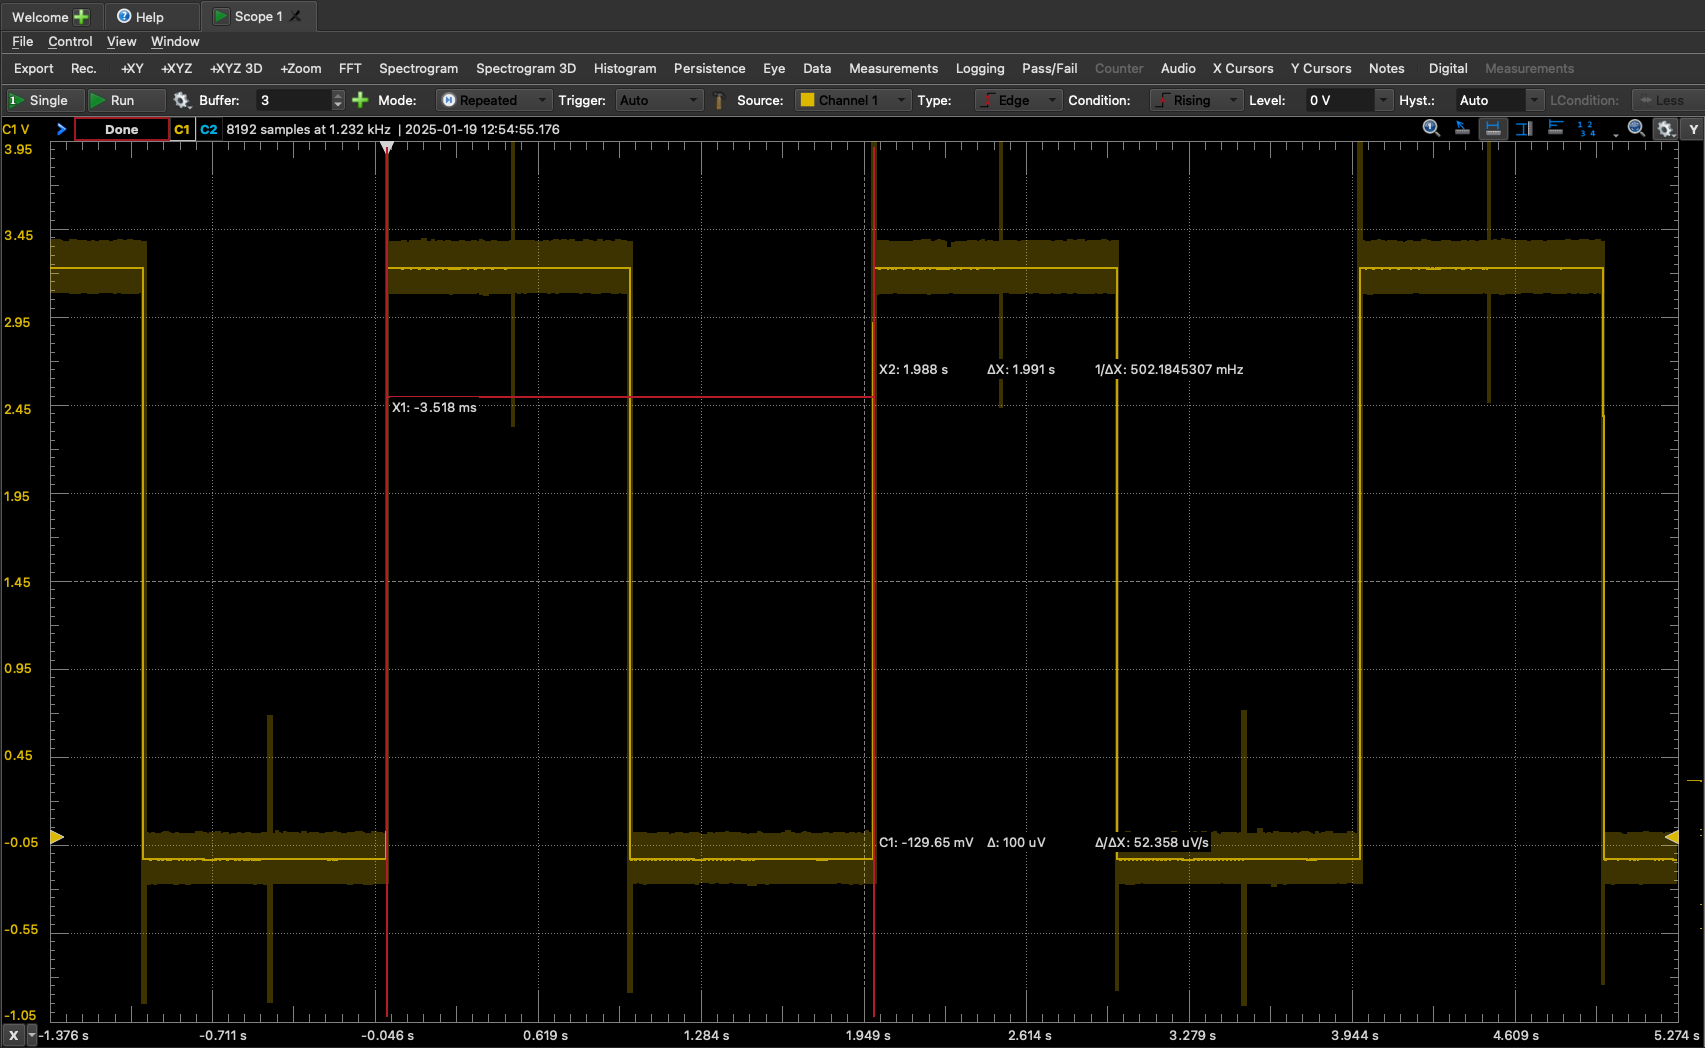 Welcome Help Scope 1
File Control View Window
Export Rec. +XY +XYZ +XYZ 3D +Zoom FFT Spectrogram Spectrogram 3D Histogram Persistence Eye Data Measurements Logging Pass/Fail Counter Audio X Cursors Y Cursors Notes Digital Measurements
Single Run Buffer: 3 Mode: Repeated Trigger: Auto Source: Channel 1 Type: Edge Condition: Rising Level: 0 V Hyst.: Auto LCondition: Less
C1 V Done C1 C2 8192 samples at 1.232 kHz | 2025-01-19 12:54:55.176 Y
3.95
3.45
2.95
X2: 1.988 s ΔX: 1.991 s 1/ΔX: 502.1845307 mHz
2.45
X1: -3.518 ms
1.95
1.45
0.95
0.45
-0.05
C1: -129.65 mV Δ: 100 uV Δ/ΔX: 52.358 uV/s
-0.55
-1.05
X -1.376 s -0.711 s -0.046 s 0.619 s 1.284 s 1.949 s 2.614 s 3.279 s 3.944 s 4.609 s 5.274 s